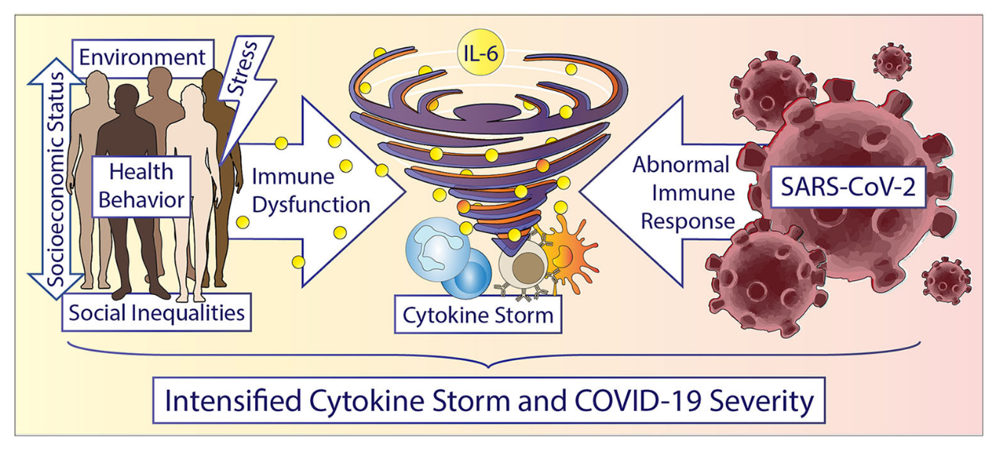 Environment
Stress
Socioeconomic Status
Health
Behavior
Social Inequalities
Immune
Dysfunction
IL-6
Cytokine Storm
Abnormal
Immune
Response
SARS-CoV-2
Intensified Cytokine Storm and COVID-19 Severity